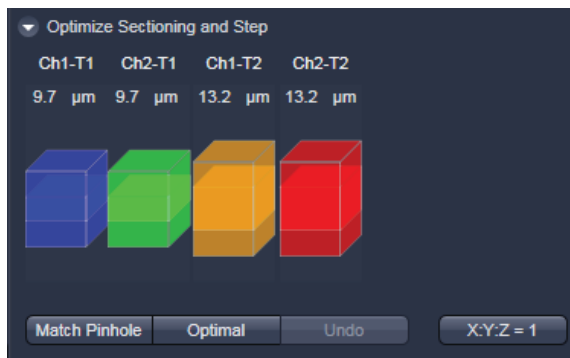 Optimize Sectioning and Step
Ch1-T1 Ch2-T1 Ch1-T2 Ch2-T2
9.7 µm 9.7 µm 13.2 µm 13.2 µm
Match Pinhole Optimal Undo X:Y:Z = 1